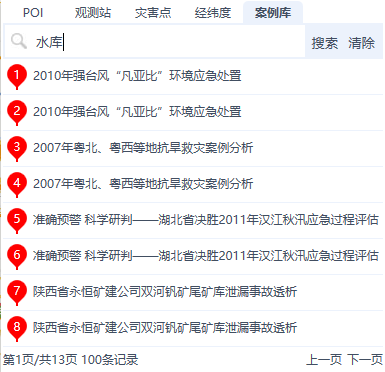 POI 观测站 灾害点 经纬度 案例库
水库 搜索 清除
1 2010年强台风“凡亚比”环境应急处置
2 2010年强台风“凡亚比”环境应急处置
3 2007年粤北、粤西等地抗旱救灾案例分析
4 2007年粤北、粤西等地抗旱救灾案例分析
5 准确预警 科学研判——湖北省决胜2011年汉江秋汛应急过程评估
6 准确预警 科学研判——湖北省决胜2011年汉江秋汛应急过程评估
7 陕西省永恒矿建公司双河钒矿尾矿库泄漏事故透析
8 陕西省永恒矿建公司双河钒矿尾矿库泄漏事故透析
第1页/共13页 100条记录 上一页 下一页